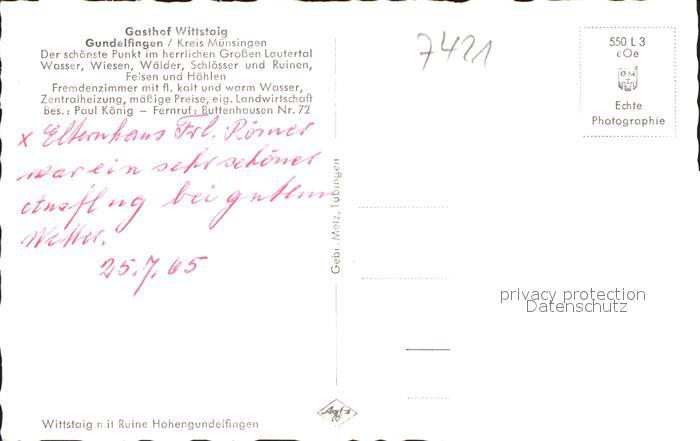 Gasthof Wittstaig
Gundelfingen / Kreis Münsingen
Der schönste Punkt im herrlichen Großen Lautertal
Wasser, Wiesen, Wälder, Schlösser und Ruinen,
Felsen und Höhlen
Fremdenzimmer mit fl. kalt und warm Wasser,
Zentralheizung, mäßige Preise, eig. Landwirtschaft
Bes.: Paul König – Fernruf: Buttenhausen Nr. 72
x Elternhaus Frl. Römer
war ein sehr schöner
Ausflug bei gutem
Wetter.
25.7.65
Wittstaig mit Ruine Hohengundelfingen
Gebr. Metz, Tübingen
Agfa
7421
550 L 3
cOe
Echte
Photographie
privacy protection
Datenschutz